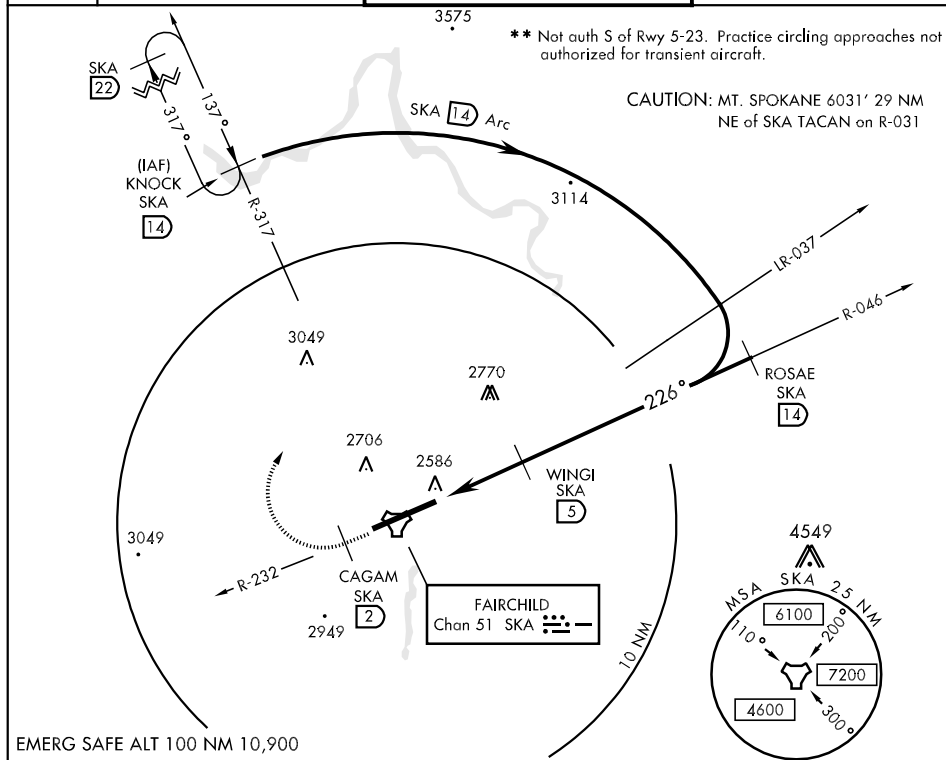 3575
** Not auth S of Rwy 5-23. Practice circling approaches not
authorized for transient aircraft.
CAUTION: MT. SPOKANE 6031' 29 NM
NE of SKA TACAN on R-031
SKA
22
317°
137°
SKA 14 Arc
(IAF)
KNOCK
SKA
14
R-317
3114
LR-037
R-046
3049
2770
ROSAE
SKA
14
226°
2706
2586
WINGI
SKA
5
3049
R-232
CAGAM
SKA
2
2949
FAIRCHILD
Chan 51 SKA
10 NM
4549
MSA SKA 25 NM
6100
110°
200°
7200
4600
300°
EMERG SAFE ALT 100 NM 10,900